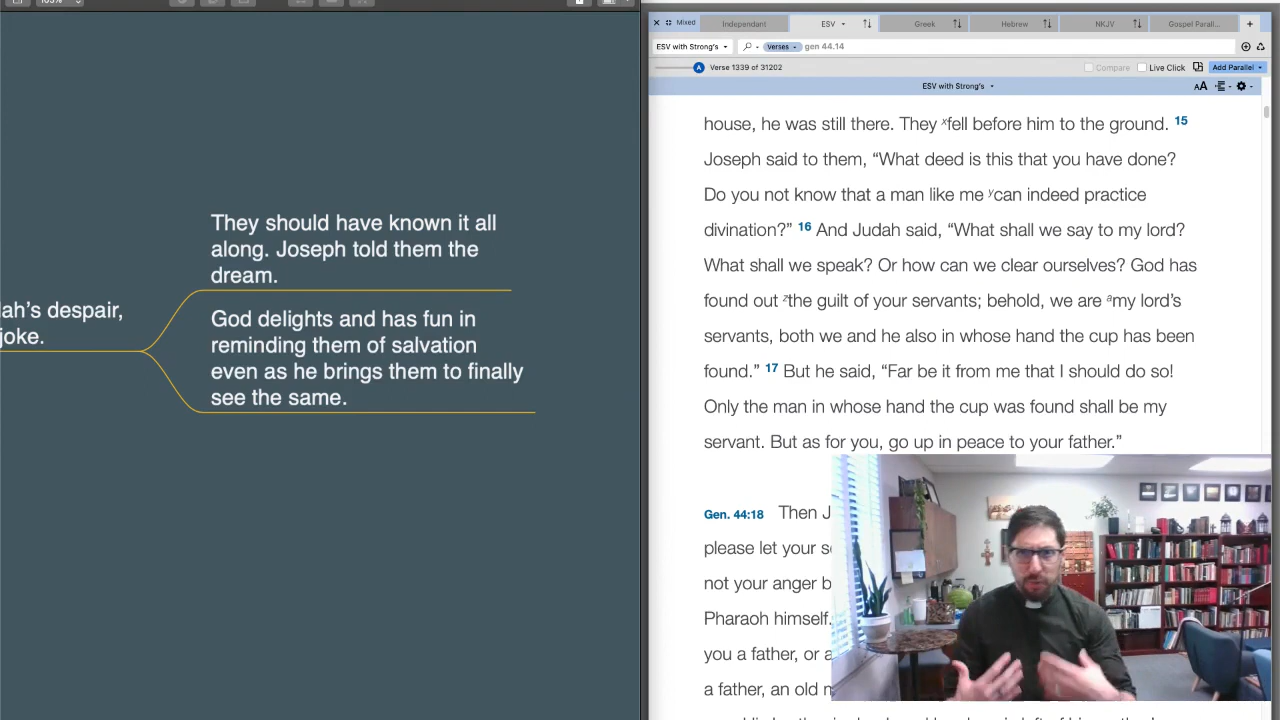 103%
They should have known it all
along. Joseph told them the
dream.
God delights and has fun in
reminding them of salvation
even as he brings them to finally
see the same.
ah's despair,
joke.
Mixed
Independant
ESV
Greek
Hebrew
NKJV
Gospel Parall...
ESV with Strong's
Verses
gen 44.14
A
Verse 1339 of 31202
Compare
Live Click
Add Parallel
ESV with Strong's
AA
house, he was still there. They xfell before him to the ground. 15
Joseph said to them, “What deed is this that you have done?
Do you not know that a man like me ycan indeed practice
divination?” 16 And Judah said, “What shall we say to my lord?
What shall we speak? Or how can we clear ourselves? God has
found out zthe guilt of your servants; behold, we are amy lord’s
servants, both we and he also in whose hand the cup has been
found.” 17 But he said, “Far be it from me that I should do so!
Only the man in whose hand the cup was found shall be my
servant. But as for you, go up in peace to your father.”
Gen. 44:18 Then J
please let your s
not your anger b
Pharaoh himself.
you a father, or a
a father, an old m